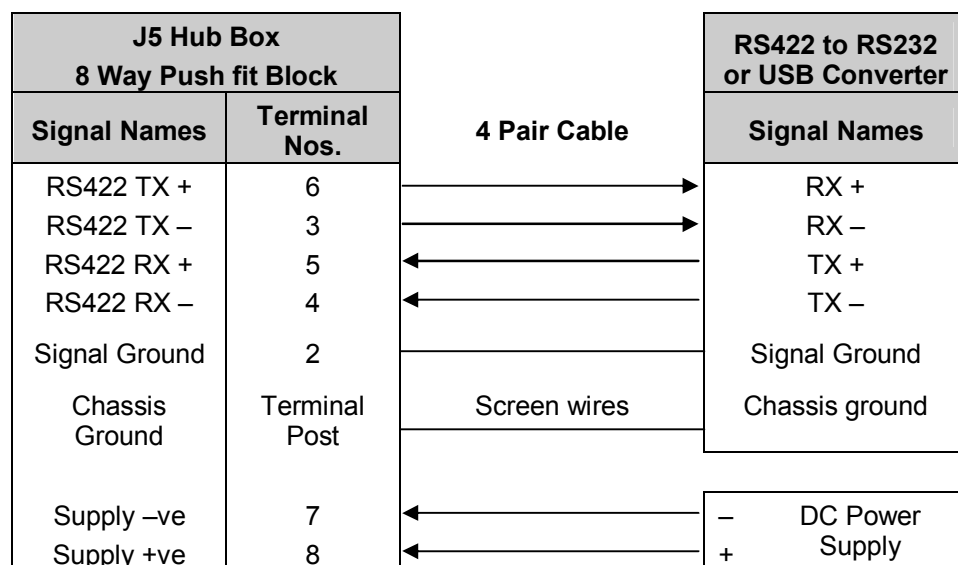 J5 Hub Box
8 Way Push fit Block
RS422 to RS232
or USB Converter
Signal Names
Terminal
Nos.
4 Pair Cable
Signal Names
RS422 TX + 6 RX +
RS422 TX – 3 RX –
RS422 RX + 5 TX +
RS422 RX – 4 TX –
Signal Ground 2 Signal Ground
Chassis
Ground
Terminal
Post
Screen wires
Chassis ground
Supply –ve 7 – DC Power
Supply +ve 8 + Supply